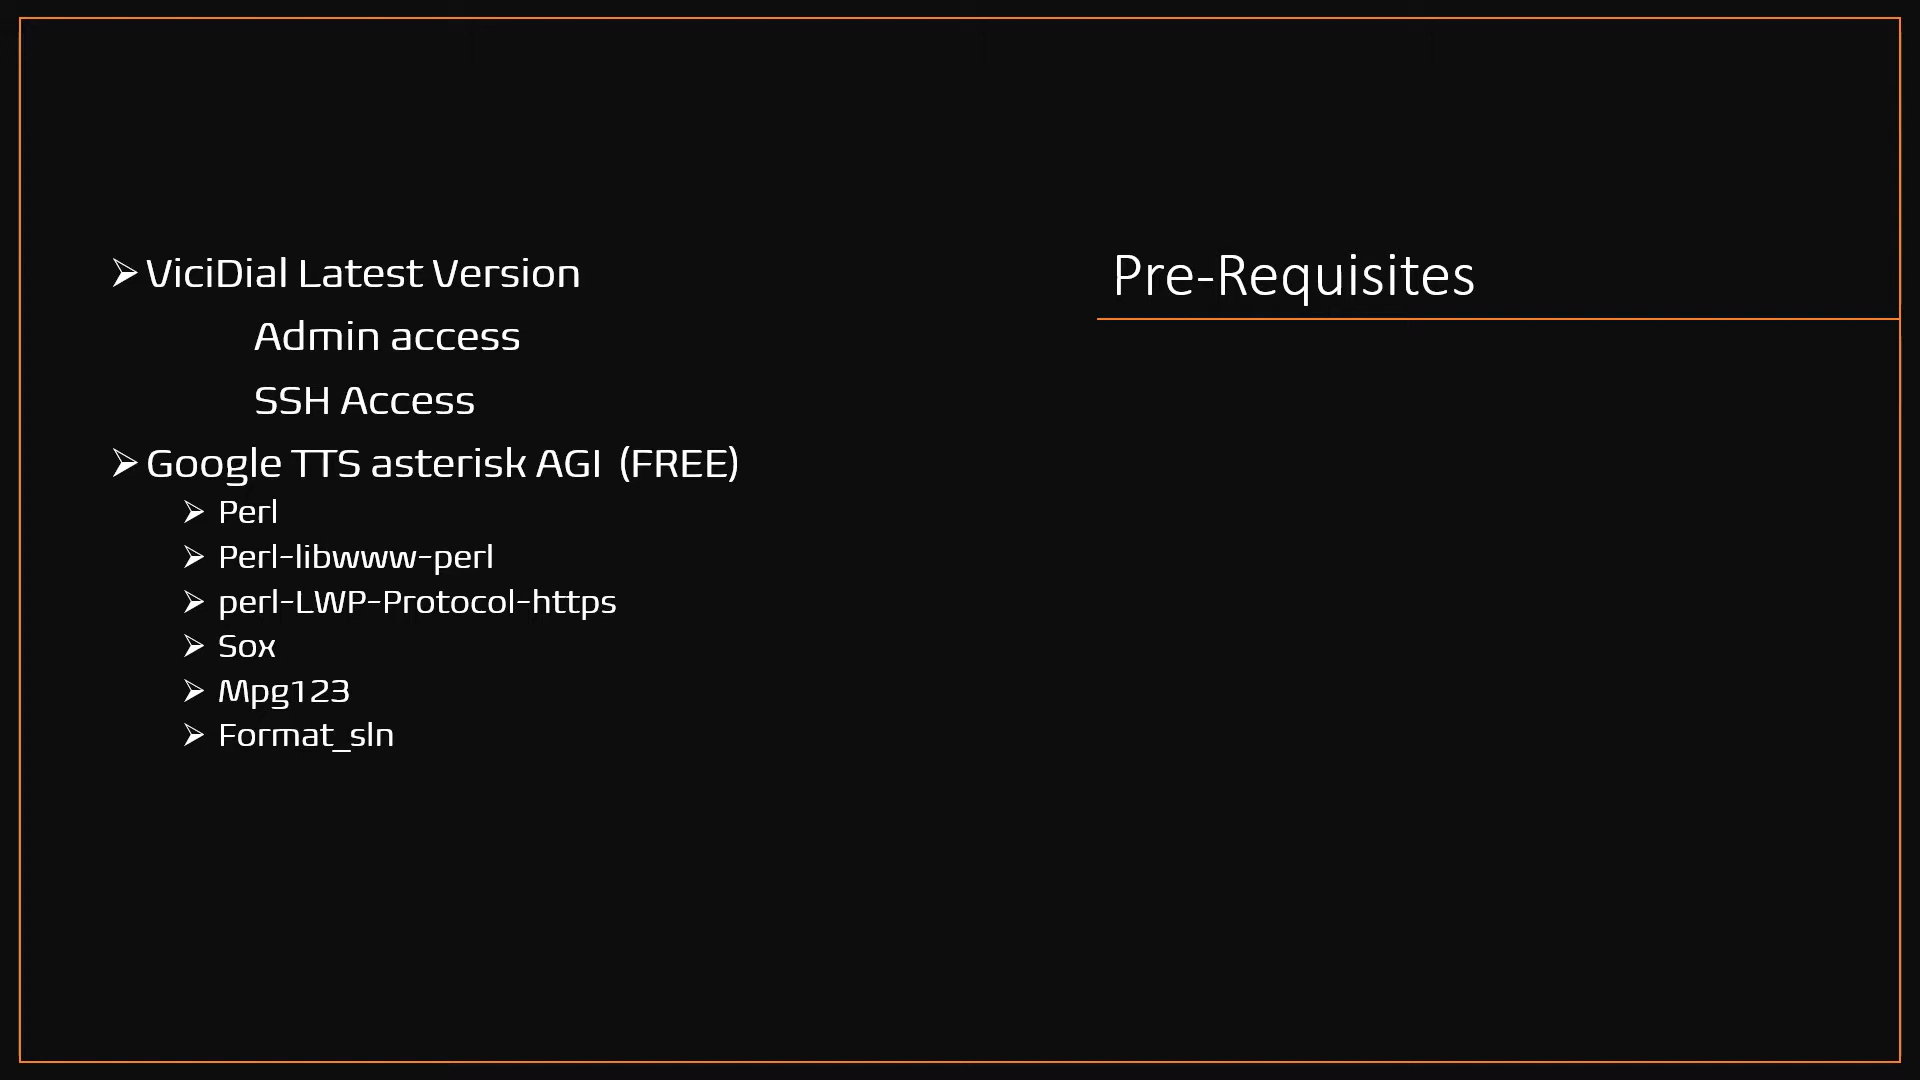 Pre-Requisites
➢ViciDial Latest Version
Admin access
SSH Access
➢Google TTS asterisk AGI (FREE)
➢ Perl
➢ Perl-libwww-perl
➢ perl-LWP-Protocol-https
➢ Sox
➢ Mpg123
➢ Format_sln